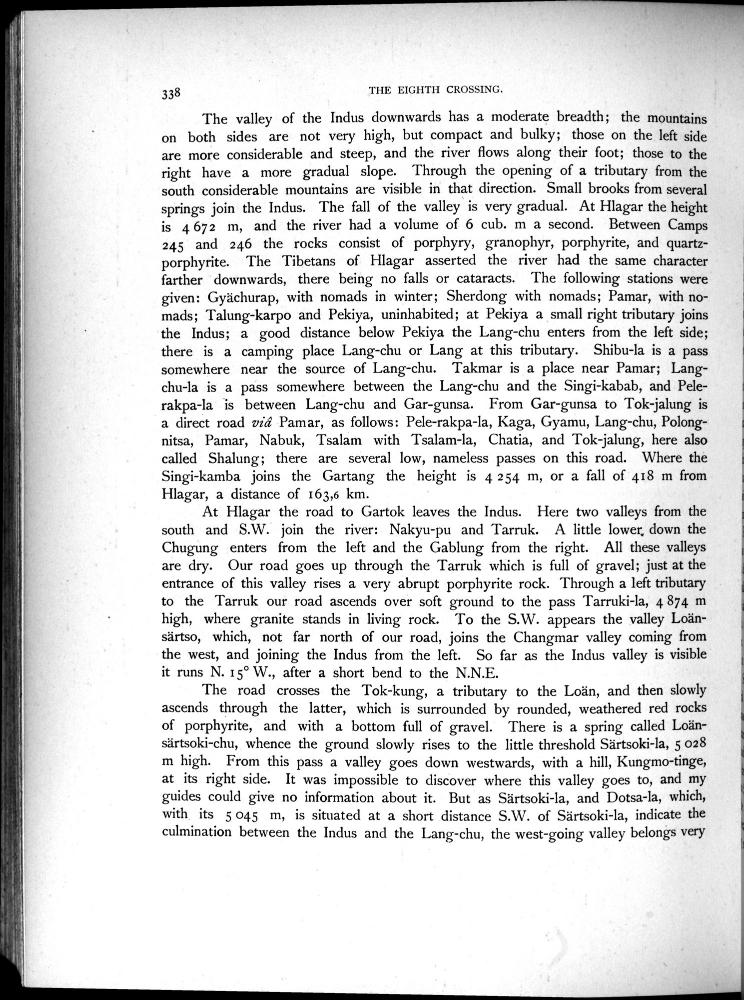 338
THE EIGHTH CROSSING.
The valley of the Indus downwards has a moderate breadth; the mountains
on both sides are not very high, but compact and bulky; those on the left side
are more considerable and steep, and the river flows along their foot; those to the
right have a more gradual slope. Through the opening of a tributary from the
south considerable mountains are visible in that direction. Small brooks from several
springs join the Indus. The fall of the valley is very gradual. At Hlagar the height
is 4 672 m, and the river had a volume of 6 cub. m a second. Between Camps
245 and 246 the rocks consist of porphyry, granophyr, porphyrite, and quartz-
porphyrite. The Tibetans of Hlagar asserted the river had the same character
farther downwards, there being no falls or cataracts. The following stations were
given: Gyächurap, with nomads in winter; Sherdong with nomads; Pamar, with no-
mads; Talung-karpo and Pekiya, uninhabited; at Pekiya a small right tributary joins
the Indus; a good distance below Pekiya the Lang-chu enters from the left side;
there is a camping place Lang-chu or Lang at this tributary. Shibu-la is a pass
somewhere near the source of Lang-chu. Takmar is a place near Pamar; Lang-
chu-la is a pass somewhere between the Lang-chu and the Singi-kabab, and Pele-
rakpa-la is between Lang-chu and Gar-gunsa. From Gar-gunsa to Tok-jalung is
a direct road viâ Pamar, as follows: Pele-rakpa-la, Kaga, Gyamu, Lang-chu, Polong-
nitsa, Pamar, Nabuk, Tsalam with Tsalam-la, Chatia, and Tok-jalung, here also
called Shalung; there are several low, nameless passes on this road. Where the
Singi-kamba joins the Gartang the height is 4 254 m, or a fall of 418 m from
Hlagar, a distance of 163,6 km.
At Hlagar the road to Gartok leaves the Indus. Here two valleys from the
south and S.W. join the river: Nakyu-pu and Tarruk. A little lower down the
Chugung enters from the left and the Gablung from the right. All these valleys
are dry. Our road goes up through the Tarruk which is full of gravel; just at the
entrance of this valley rises a very abrupt porphyrite rock. Through a left tributary
to the Tarruk our road ascends over soft ground to the pass Tarruki-la, 4 874 m
high, where granite stands in living rock. To the S.W. appears the valley Loän-
särtso, which, not far north of our road, joins the Changmar valley coming from
the west, and joining the Indus from the left. So far as the Indus valley is visible
it runs N. 15° W., after a short bend to the N.N.E.
The road crosses the Tok-kung, a tributary to the Loän, and then slowly
ascends through the latter, which is surrounded by rounded, weathered red rocks
of porphyrite, and with a bottom full of gravel. There is a spring called Loän-
särtsoki-chu, whence the ground slowly rises to the little threshold Särtsoki-la, 5 028
m high. From this pass a valley goes down westwards, with a hill, Kungmo-tinge,
at its right side. It was impossible to discover where this valley goes to, and my
guides could give no information about it. But as Särtsoki-la, and Dotsa-la, which,
with its 5 045 m, is situated at a short distance S.W. of Särtsoki-la, indicate the
culmination between the Indus and the Lang-chu, the west-going valley belongs very